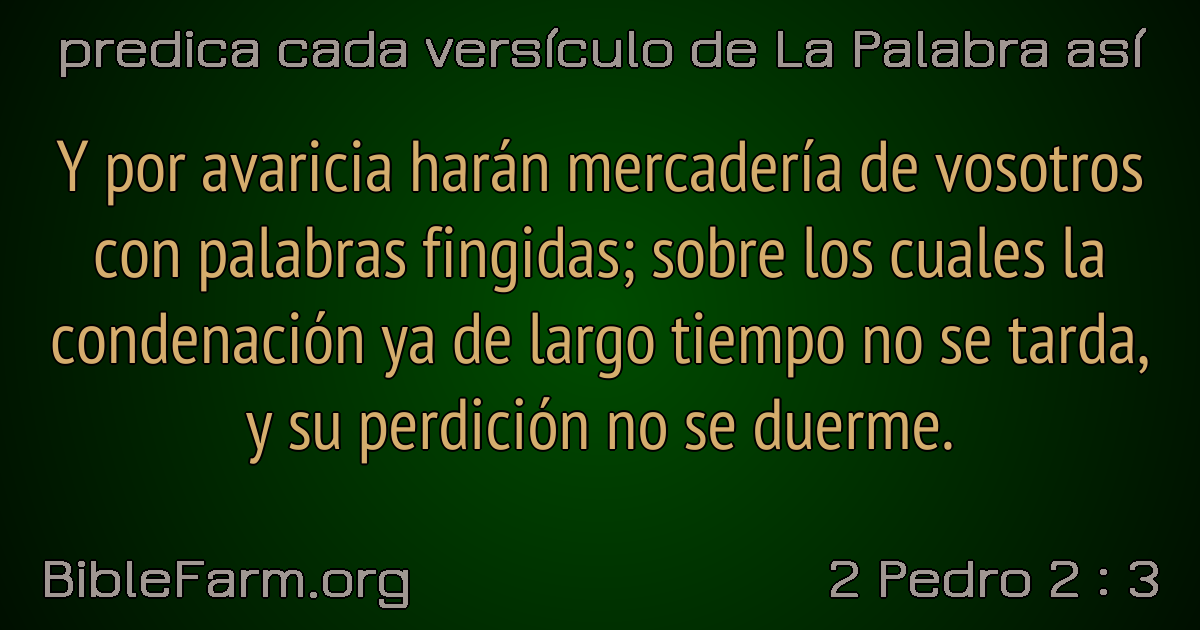 predica cada versículo de La Palabra así
Y por avaricia harán mercadería de vosotros
con palabras fingidas; sobre los cuales la
condenación ya de largo tiempo no se tarda,
y su perdición no se duerme.
BibleFarm.org
2 Pedro 2 : 3